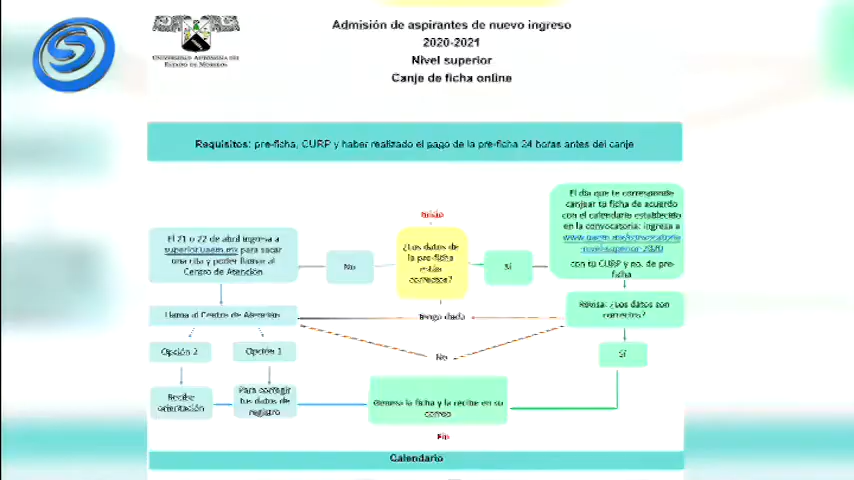 Admisión de aspirantes de nuevo ingreso
2020-2021
Nivel superior
Canje de ficha online
UNIVERSIDAD AUTÓNOMA DEL
ESTADO DE MORELOS
Requisitos: pre-ficha, CURP y haber realizado el pago de la pre-ficha 24 horas antes del canje
Inicio
El 21 o 22 de abril ingresa a
superior.uaem.mx para sacar
una cita y poder llamar al
Centro de Atención
No
¿Los datos de
la pre-ficha
están
correctos?
Sí
El día que te corresponde
canjear tu ficha de acuerdo
con el calendario establecido
en la convocatoria: ingresa a
-nivel-superior-2020
con tu CURP y no. de pre-
ficha
Llama al Centro de Atención
Tengo duda
Revisa: ¿Los datos son
correctos?
Opción 2
Opción 1
No
Sí
Recibe
orientación
Para corregir
tus datos de
registro
Genera la ficha y la recibe en su
correo
Fin
Calendario